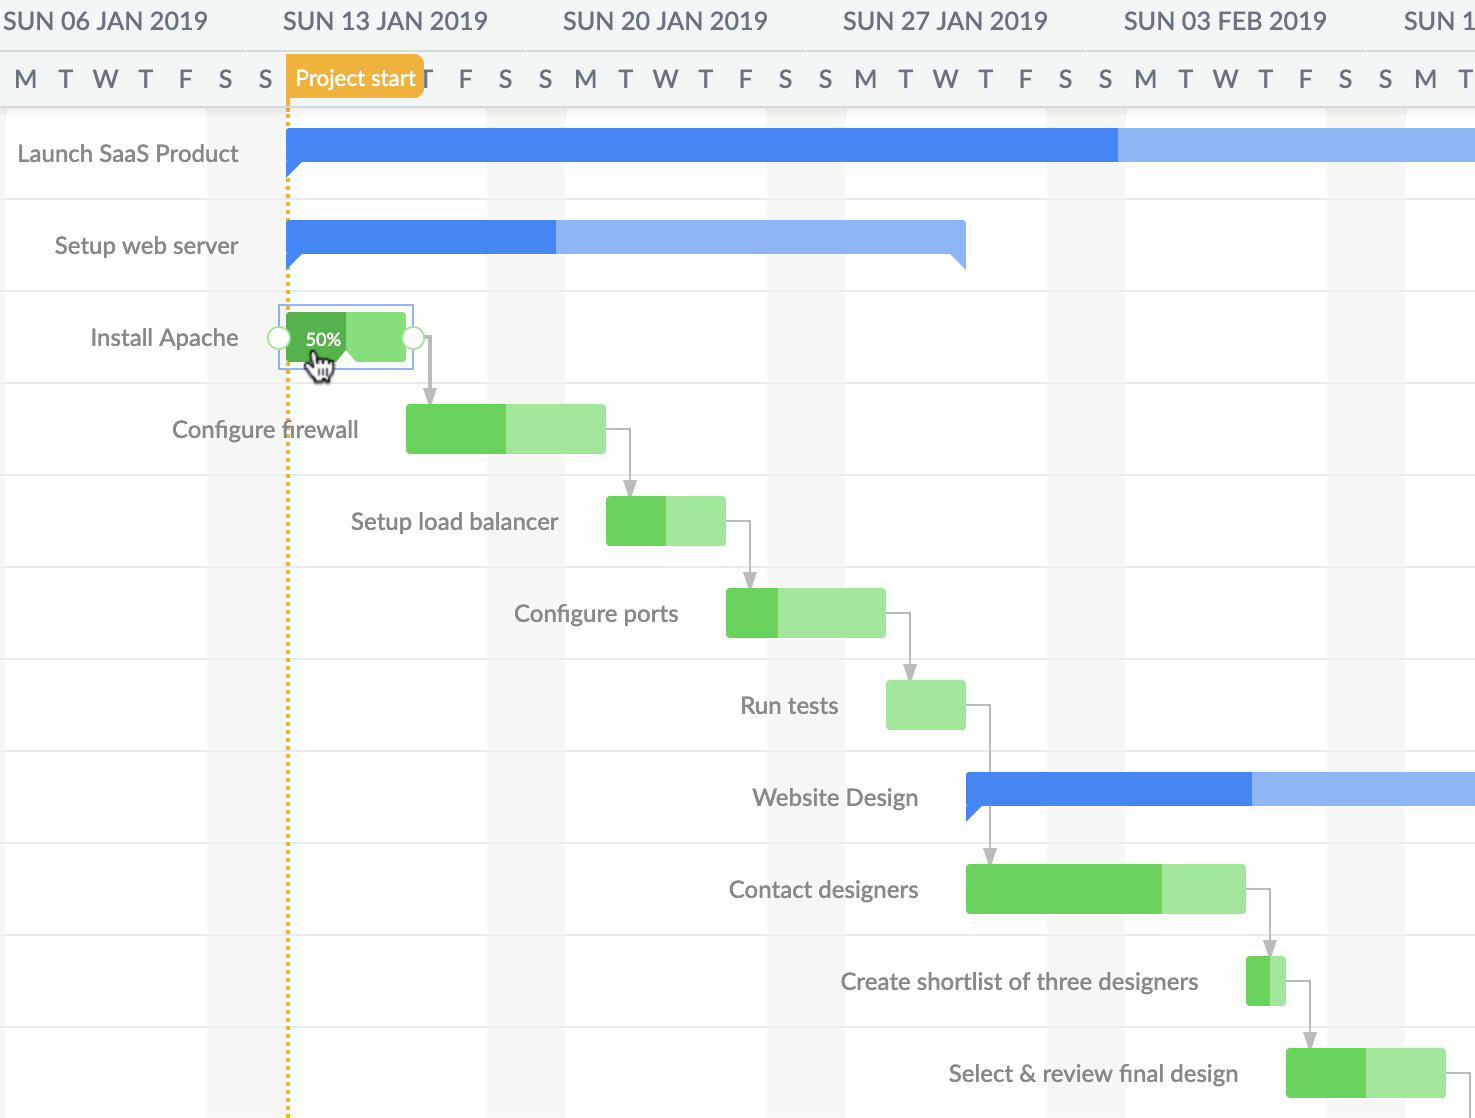 SUN 06 JAN 2019 SUN 13 JAN 2019 SUN 20 JAN 2019 SUN 27 JAN 2019 SUN 03 FEB 2019 SUN 1
M T W T F S S Project start T F S S M T W T F S S M T W T F S S M T W T F S S M T
Launch SaaS Product
Setup web server
Install Apache 50%
Configure firewall
Setup load balancer
Configure ports
Run tests
Website Design
Contact designers
Create shortlist of three designers
Select & review final design